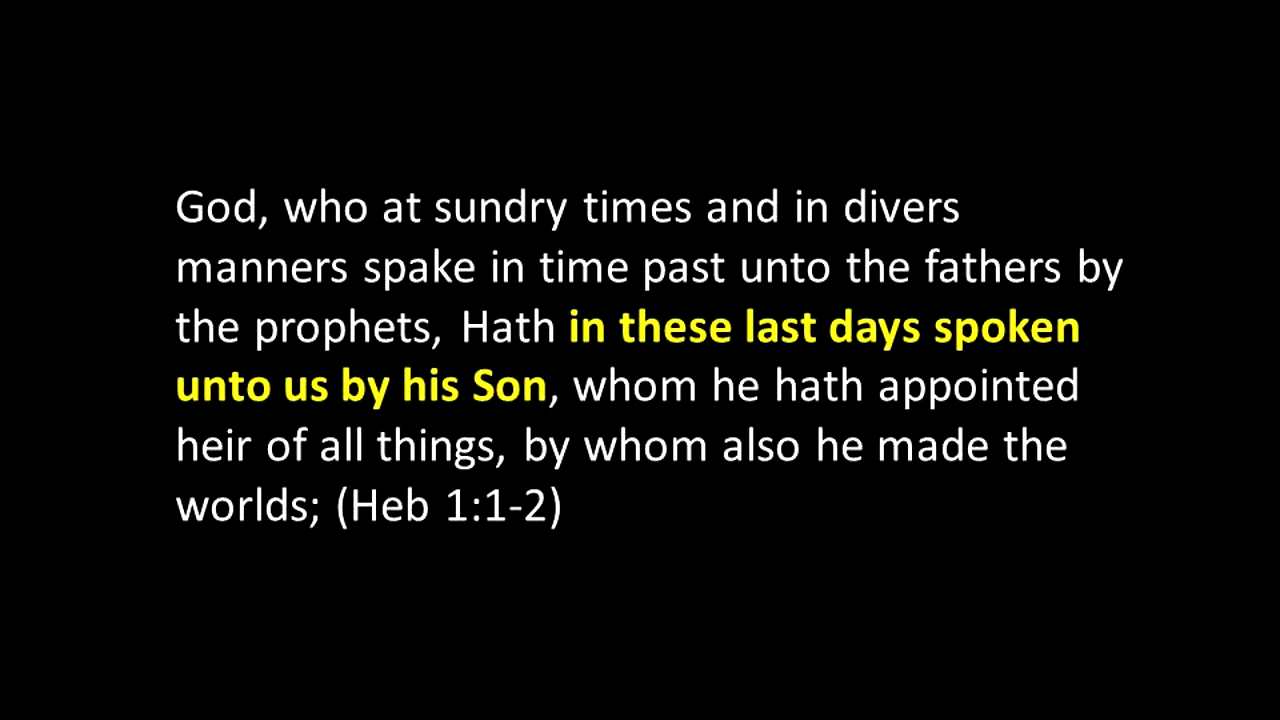 God, who at sundry times and in divers
manners spake in time past unto the fathers by
the prophets, Hath in these last days spoken
unto us by his Son, whom he hath appointed
heir of all things, by whom also he made the
worlds; (Heb 1:1-2)